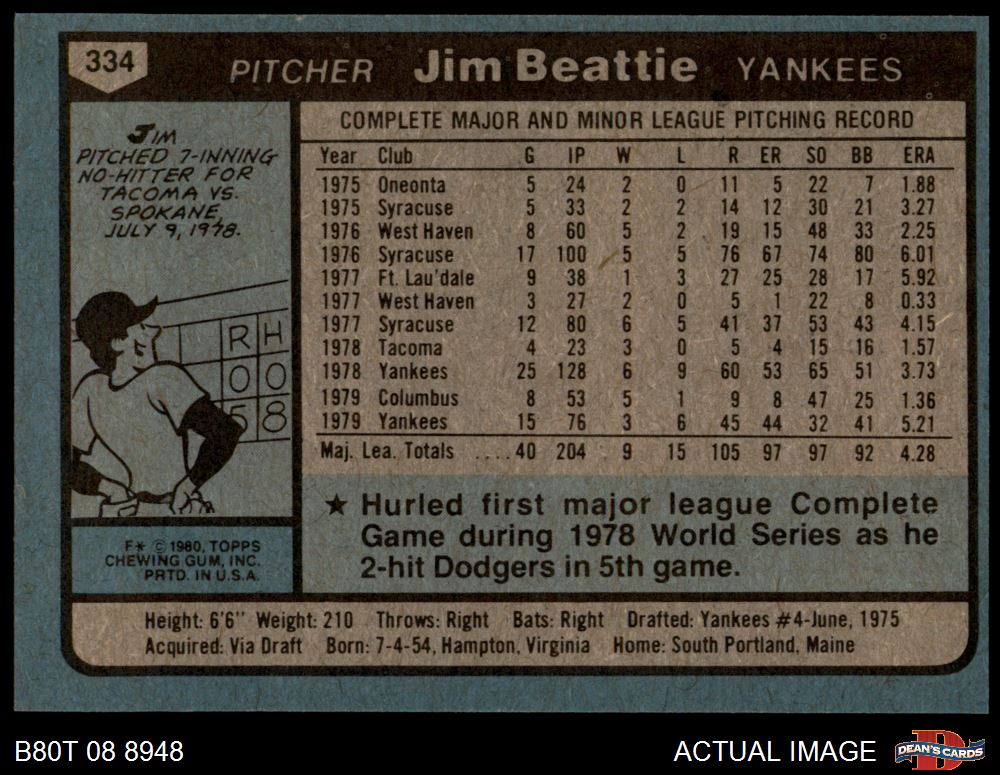 334 PITCHER Jim Beattie YANKEES
JIM
PITCHED 7-INNING
NO-HITTER FOR
TACOMA VS.
SPOKANE,
JULY 9, 1978.
R H
0 0
5 8
F* © 1980, TOPPS
CHEWING GUM, INC.
PRTD. IN U.S.A.
COMPLETE MAJOR AND MINOR LEAGUE PITCHING RECORD
Year Club G IP W L R ER SO BB ERA
1975 Oneonta 5 24 2 0 11 5 22 7 1.88
1975 Syracuse 5 33 2 2 14 12 30 21 3.27
1976 West Haven 8 60 5 2 19 15 48 33 2.25
1976 Syracuse 17 100 5 5 76 67 74 80 6.01
1977 Ft. Lau'dale 9 38 1 3 27 25 28 17 5.92
1977 West Haven 3 27 2 0 5 1 22 8 0.33
1977 Syracuse 12 80 6 5 41 37 53 43 4.15
1978 Tacoma 4 23 3 0 5 4 15 16 1.57
1978 Yankees 25 128 6 9 60 53 65 51 3.73
1979 Columbus 8 53 5 1 9 8 47 25 1.36
1979 Yankees 15 76 3 6 45 44 32 41 5.21
Maj. Lea. Totals .... 40 204 9 15 105 97 97 92 4.28
★ Hurled first major league Complete
Game during 1978 World Series as he
2-hit Dodgers in 5th game.
Height: 6'6" Weight: 210 Throws: Right Bats: Right Drafted: Yankees #4-June, 1975
Acquired: Via Draft Born: 7-4-54, Hampton, Virginia Home: South Portland, Maine
B80T 08 8948 ACTUAL IMAGE DEAN'S CARDS